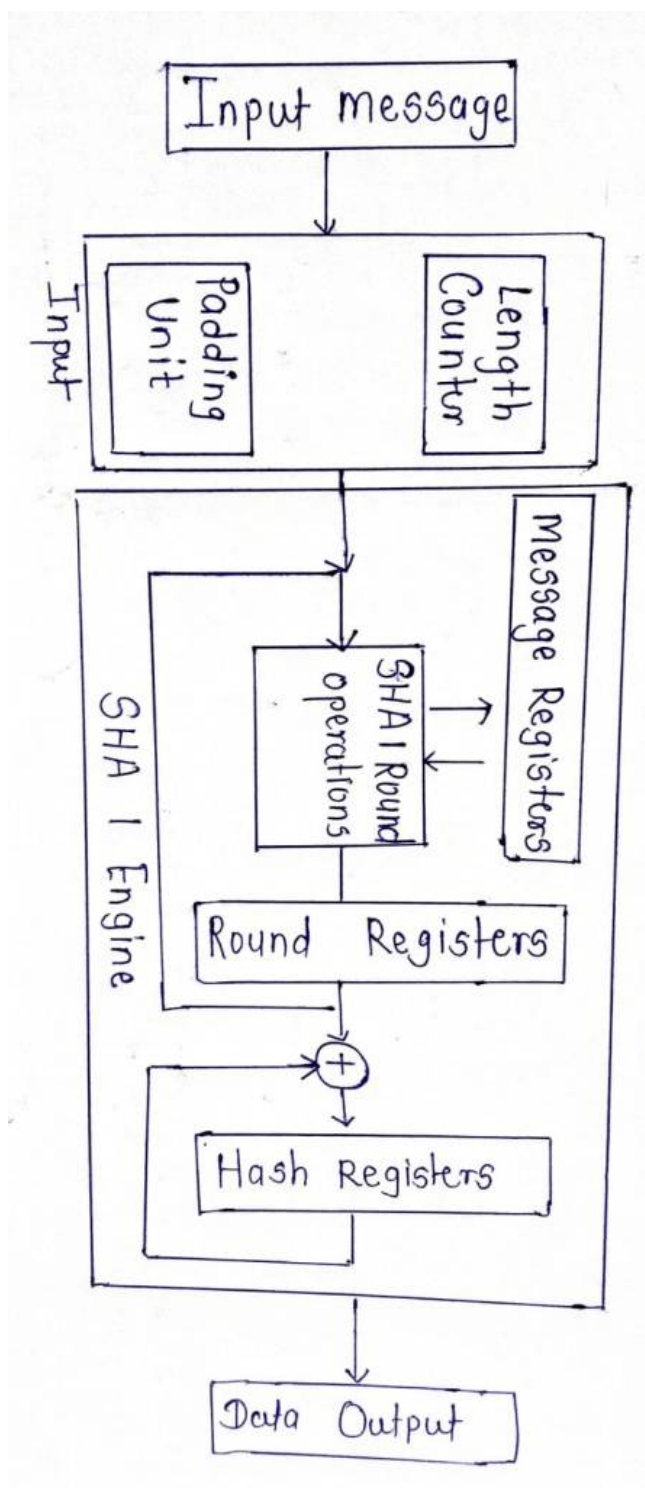 Input message
Input
Padding
Unit
Length
Counter
Message Registers
SHA 1 Round
operations
SHA 1 Engine
Round Registers
+
Hash Registers
Data Output